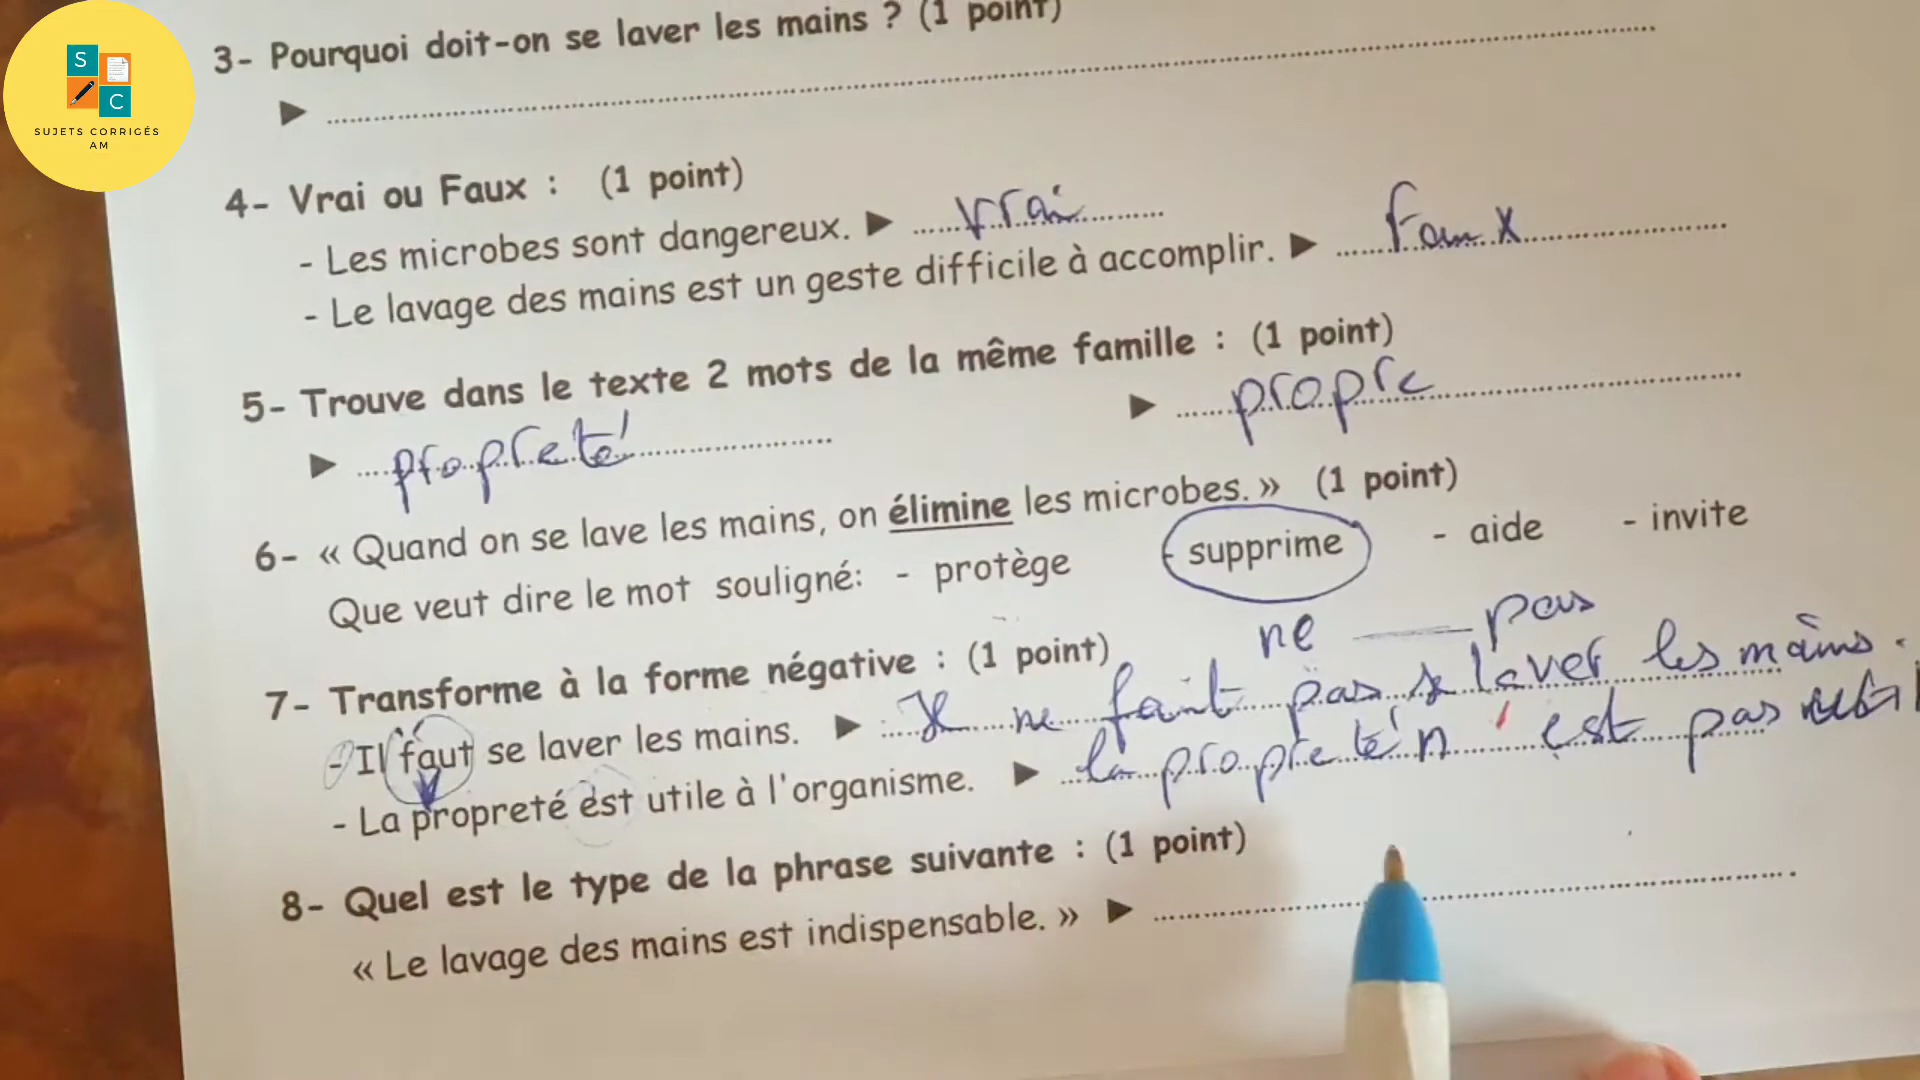 3- Pourquoi doit-on se laver les mains ? (1 point)
▶ ........................
S
C
SUJETS CORRIGÉS
AM
4- Vrai ou Faux : (1 point)
- Les microbes sont dangereux. ▶ vrai
- Le lavage des mains est un geste difficile à accomplir. ▶ Faux
5- Trouve dans le texte 2 mots de la même famille : (1 point)
▶ propreté ▶ propre
6- « Quand on se lave les mains, on élimine les microbes. » (1 point)
Que veut dire le mot souligné: - protège - supprime - aide - invite
ne — pas
7- Transforme à la forme négative : (1 point)
- Il faut se laver les mains. ▶ Il ne faut pas se laver les mains.
- La propreté est utile à l'organisme. ▶ la propreté n'est pas
8- Quel est le type de la phrase suivante : (1 point)
« Le lavage des mains est indispensable. » ▶ ........................